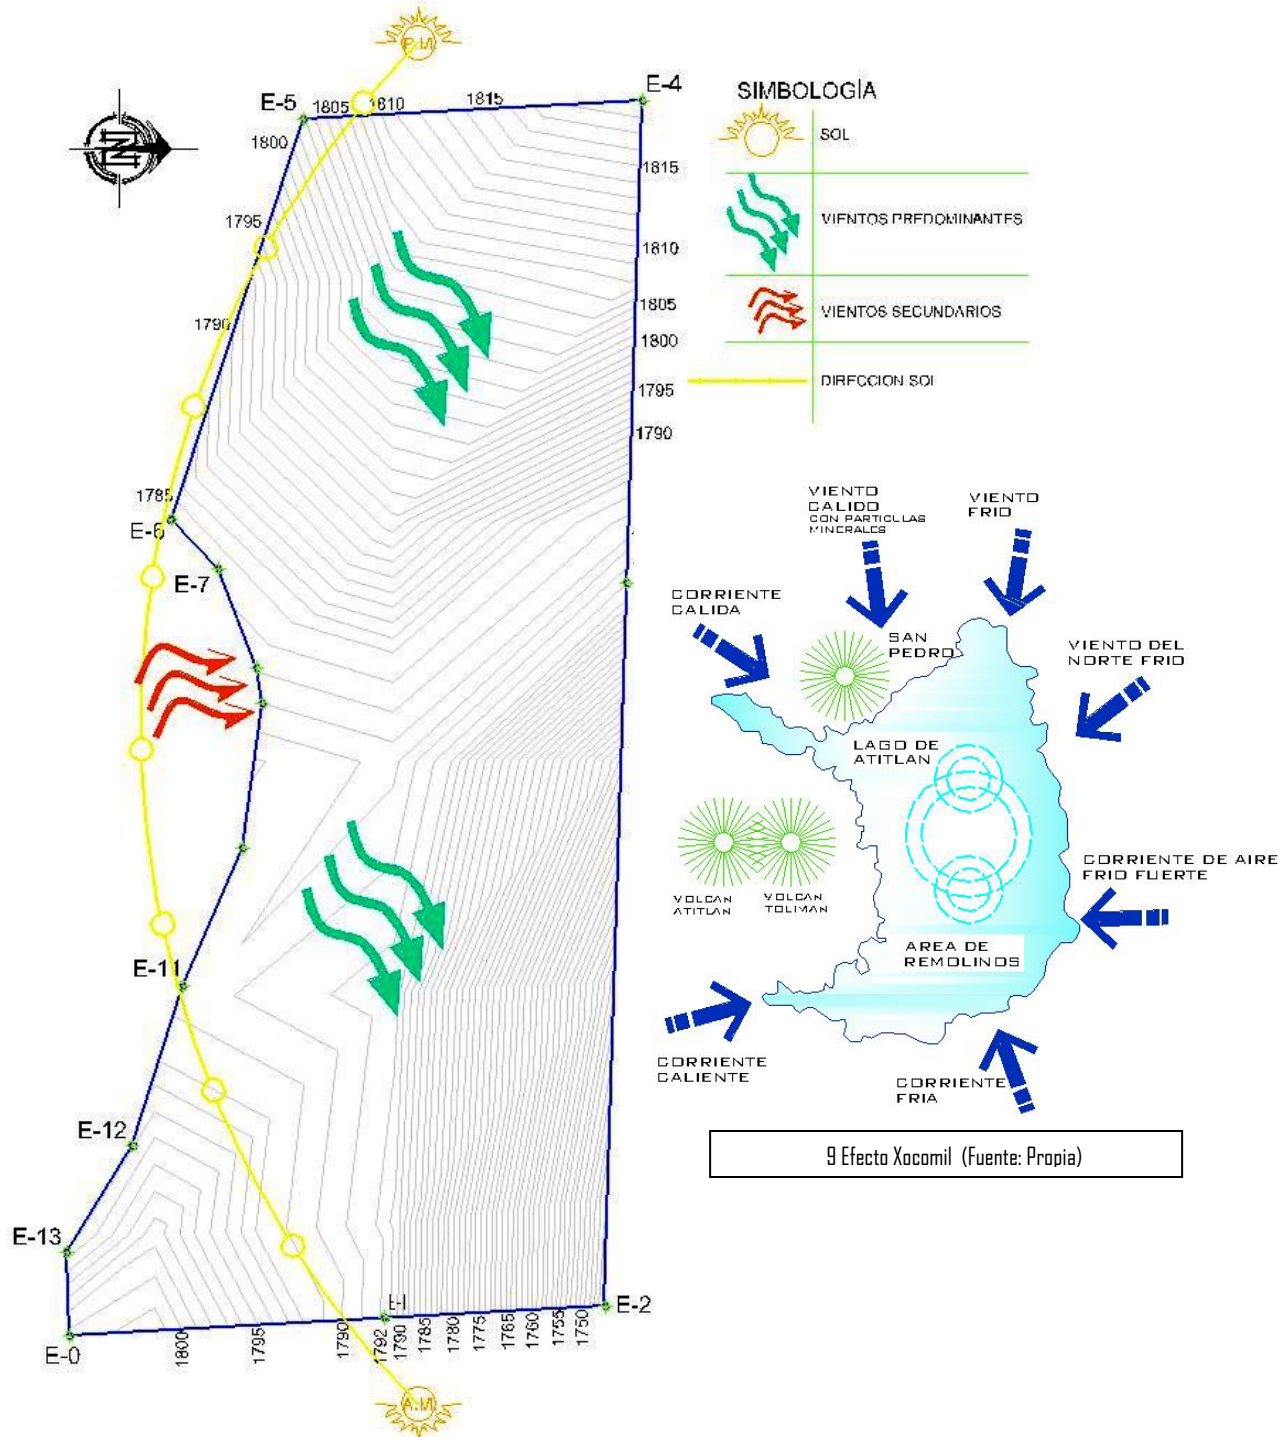 P.M.
E-5
1805
1810
1815
E-4
1800
1795
1790
1785
E-6
E-7
E-11
E-12
E-13
E-0
1815
1810
1805
1800
1795
1790
N
1800
1795
1790
E-1
1792
1790
1785
1780
1775
1765
1760
1755
1750
E-2
A.M.
SIMBOLOGÍA
SOL
VIENTOS PREDOMINANTES
VIENTOS SECUNDARIOS
DIRECCION SOL
VIENTO
CALIDO
CON PARTICULAS
MINERALES
VIENTO
FRIO
CORRIENTE
CALIDA
SAN
PEDRO
VIENTO DEL
NORTE FRIO
LAGO DE
ATITLAN
VOLCAN
ATITLAN
VOLCAN
TOLIMAN
CORRIENTE DE AIRE
FRIO FUERTE
AREA DE
REMOLINOS
CORRIENTE
CALIENTE
CORRIENTE
FRIA
9 Efecto Xocomil (Fuente: Propia)